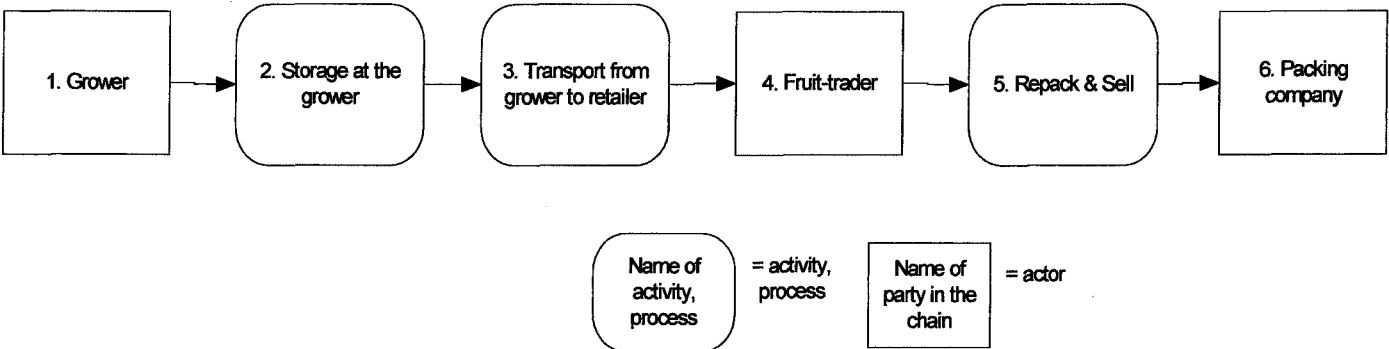 1. Grower
2. Storage at the
grower
3. Transport from
grower to retailer
4. Fruit-trader
5. Repack & Sell
6. Packing
company
Name of
activity,
process
= activity,
process
Name of
party in the
chain
= actor